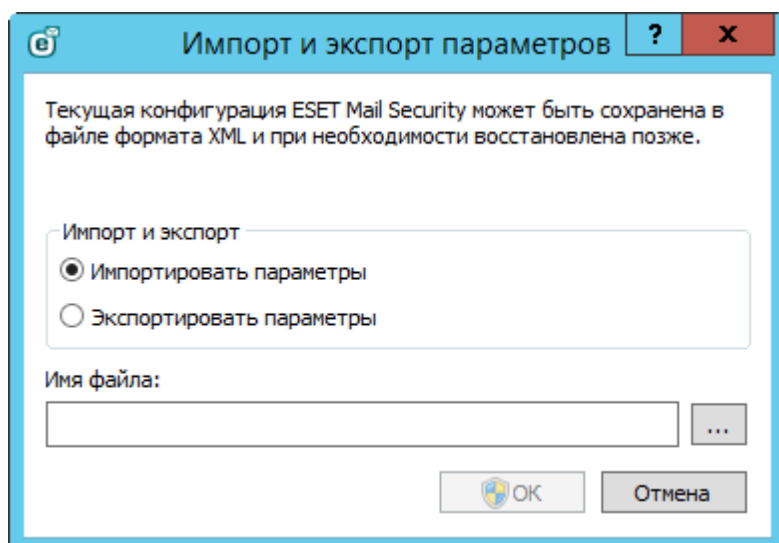 Импорт и экспорт параметров
?
x
Текущая конфигурация ESET Mail Security может быть сохранена в
файле формата XML и при необходимости восстановлена позже.
Импорт и экспорт
Импортировать параметры
Экспортировать параметры
Имя файла:
...
OK
Отмена